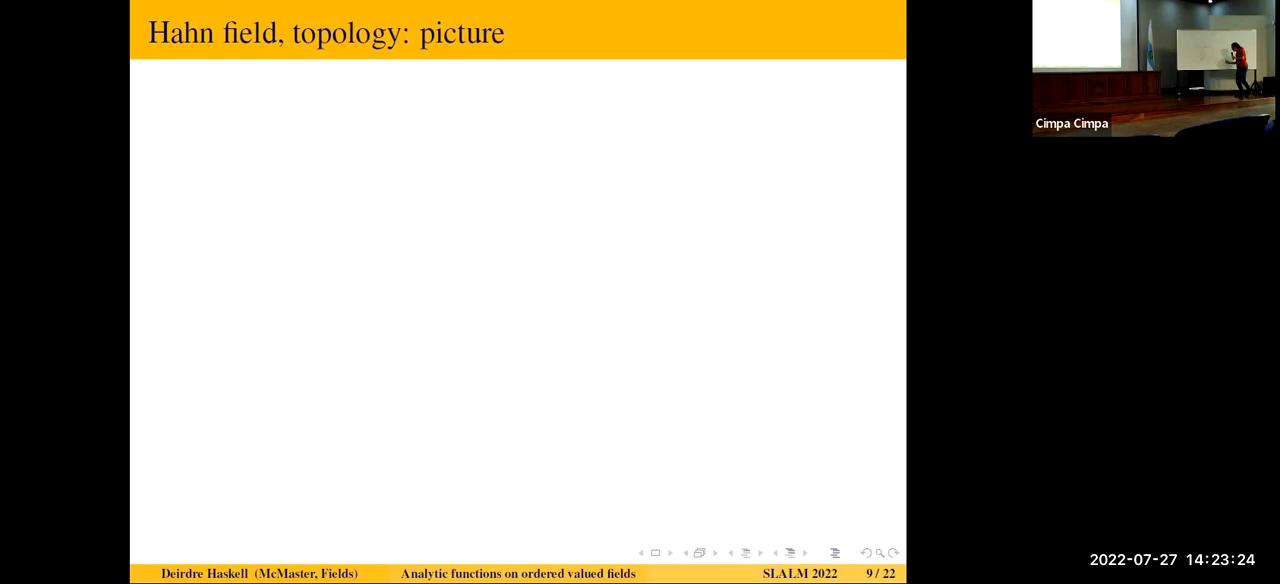 Hahn field, topology: picture
Cimpa Cimpa
2022-07-27 14:23:24
Deirdre Haskell (McMaster, Fields) Analytic functions on ordered valued fields SLALM 2022 9 / 22